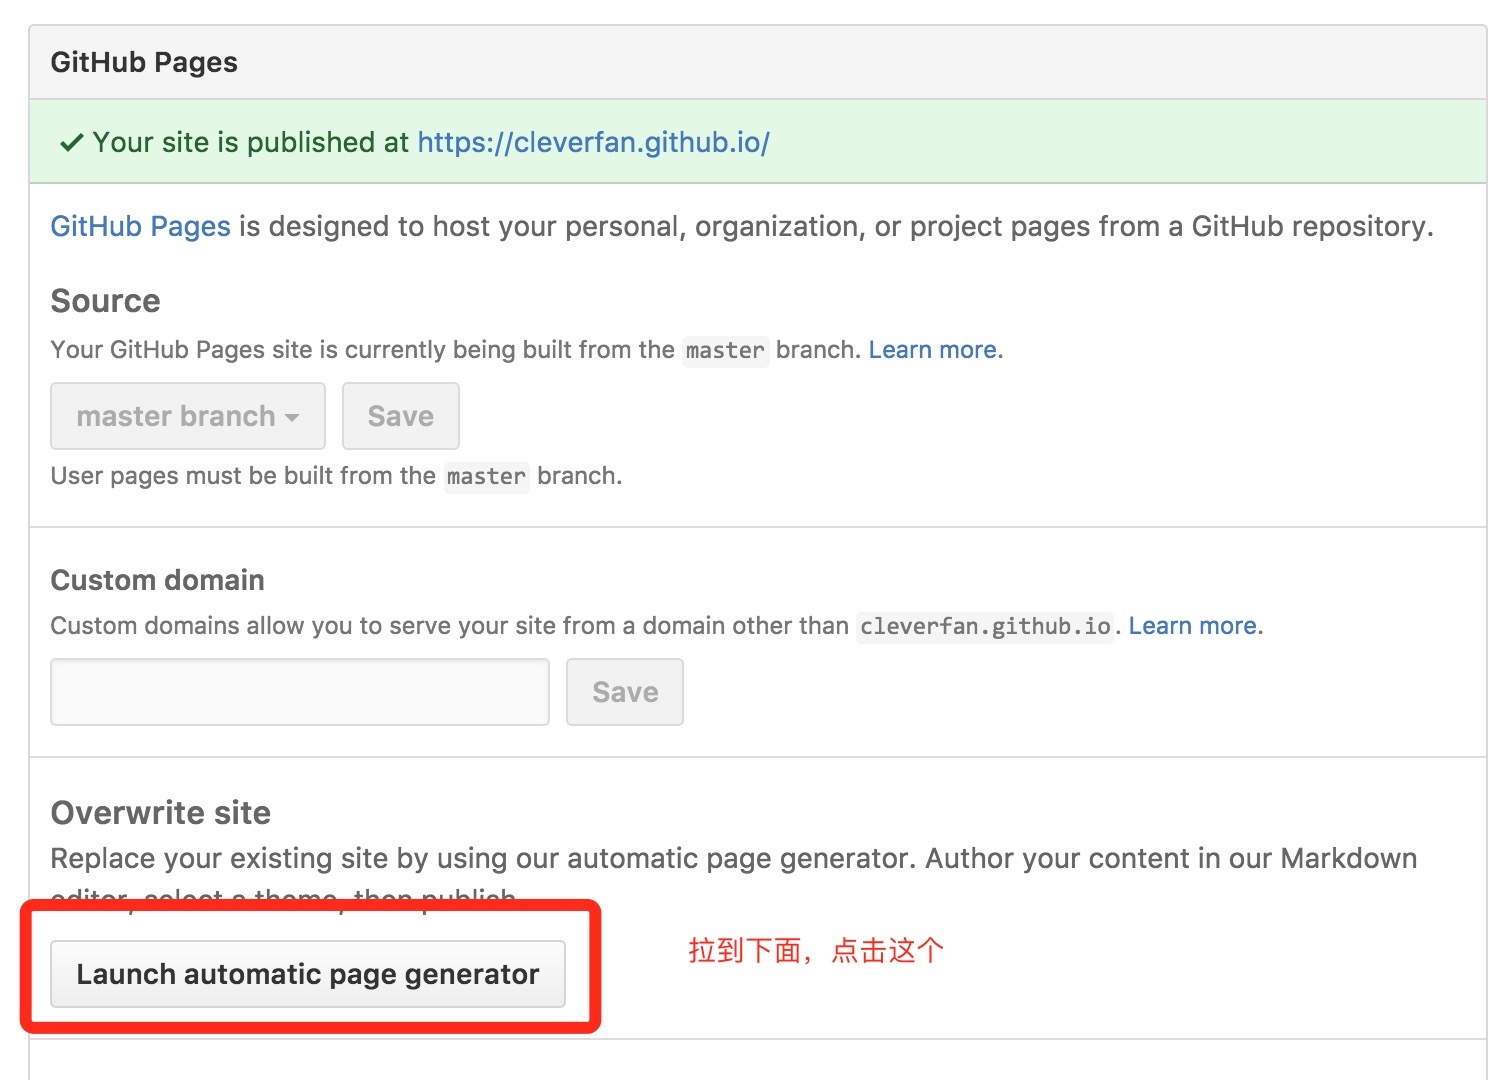 GitHub Pages
Your site is published at https://cleverfan.github.io/
GitHub Pages is designed to host your personal, organization, or project pages from a GitHub repository.
Source
Your GitHub Pages site is currently being built from the master branch. Learn more.
master branch
Save
User pages must be built from the master branch.
Custom domain
Custom domains allow you to serve your site from a domain other than cleverfan.github.io. Learn more.
Save
Overwrite site
Replace your existing site by using our automatic page generator. Author your content in our Markdown
editor, select a theme, then publish.
拉到下面，点击这个
Launch automatic page generator